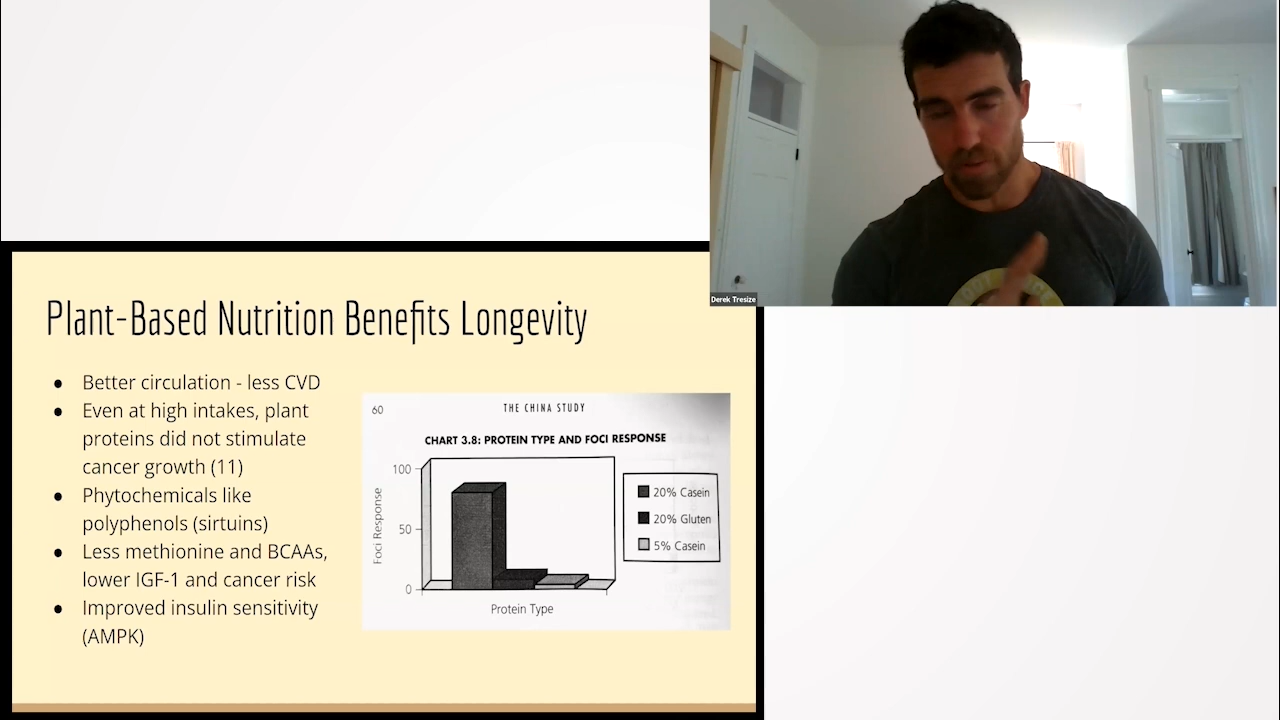 Derek Tresize
Plant-Based Nutrition Benefits Longevity
● Better circulation - less CVD
● Even at high intakes, plant
proteins did not stimulate
cancer growth (11)
● Phytochemicals like
polyphenols (sirtuins)
● Less methionine and BCAAs,
lower IGF-1 and cancer risk
● Improved insulin sensitivity
(AMPK)
60
THE CHINA STUDY
CHART 3.8: PROTEIN TYPE AND FOCI RESPONSE
Foci Response
100
50
0
20% Casein
20% Gluten
5% Casein
Protein Type